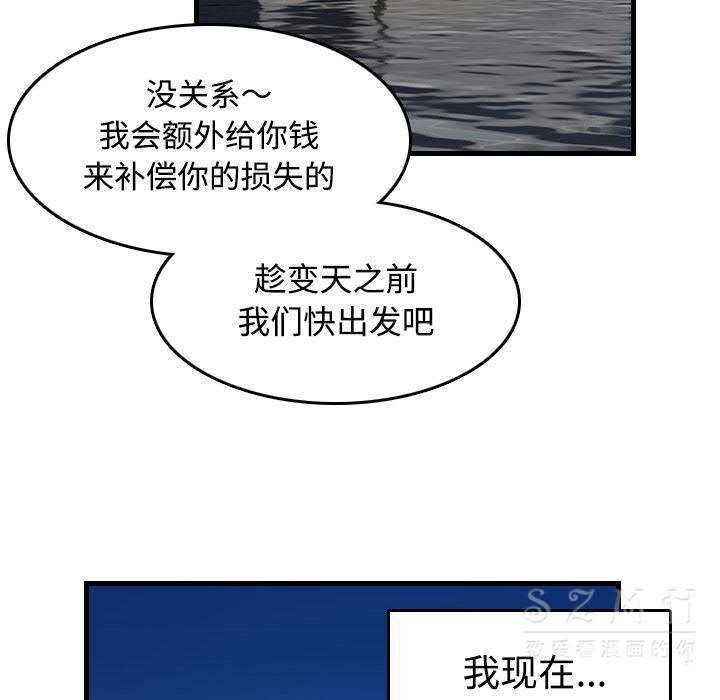 没关系～
我会额外给你钱
来补偿你的损失的
趁变天之前
我们快出发吧
SZMH
致爱看漫画的你
我现在...